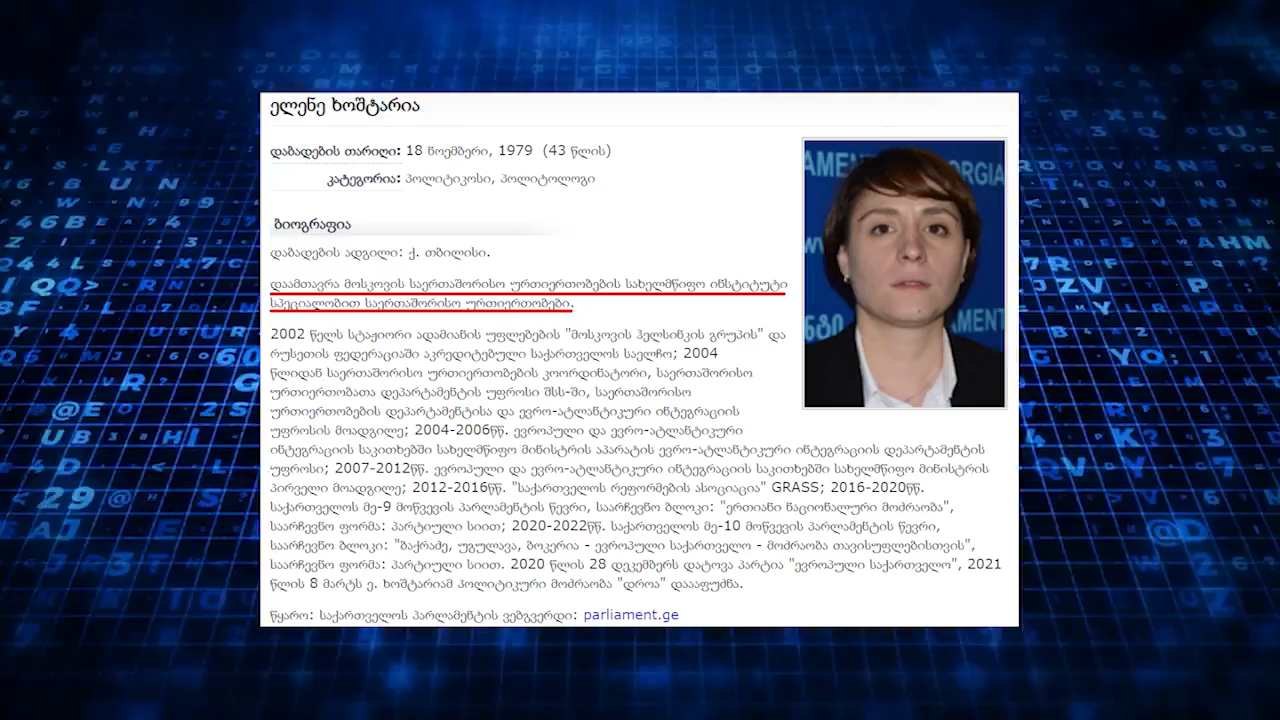 ელენე ხოშტარია
დაბადების თარიღი: 18 ნოემბერი, 1979 (43 წლის)
კატეგორია: პოლიტიკოსი, პოლიტოლოგი
ბიოგრაფია
დაბადების ადგილი: ქ. თბილისი.
დაამთავრა მოსკოვის საერთაშორისო ურთიერთობების სახელმწიფო ინსტიტუტი
სპეციალობით საერთაშორისო ურთიერთობები.
2002 წელს სტაჟიორი ადამიანის უფლებების "მოსკოვის ჰელსინკის გრუპის" და
რუსეთის ფედერაციაში აკრედიტებული საქართველოს საელჩო; 2004
წლიდან საერთაშორისო ურთიერთობების კოორდინატორი, საერთაშორისო
ურთიერთობათა დეპარტამენტის უფროსი შსს-ში, საერთაშორისო
ურთიერთობების დეპარტამენტისა და ევრო-ატლანტიკური ინტეგრაციის
უფროსის მოადგილე; 2004-2006წწ. ევროპული და ევრო-ატლანტიკური
ინტეგრაციის საკითხებში სახელმწიფო მინისტრის აპარატის ევრო-ატლანტიკური ინტეგრაციის დეპარტამენტის
უფროსი; 2007-2012წწ. ევროპული და ევრო-ატლანტიკური ინტეგრაციის საკითხებში სახელმწიფო მინისტრის
პირველი მოადგილე; 2012-2016წწ. "საქართველოს რეფორმების ასოციაცია" GRASS; 2016-2020წწ.
საქართველოს მე-9 მოწვევის პარლამენტის წევრი, საარჩევნო ბლოკი: "ერთიანი ნაციონალური მოძრაობა",
საარჩევნო ფორმა: პარტიული სიით; 2020-2022წწ. საქართველოს მე-10 მოწვევის პარლამენტის წევრი,
საარჩევნო ბლოკი: "ბაქრაძე, უგულავა, ბოკერია - ევროპული საქართველო - მოძრაობა თავისუფლებისთვის",
საარჩევნო ფორმა: პარტიული სიით. 2020 წლის 28 დეკემბერს დატოვა პარტია "ევროპული საქართველო", 2021
წლის 8 მარტს ე. ხოშტარიამ პოლიტიკური მოძრაობა "დროა" დაააფუძნა.
წყარო: საქართველოს პარლამენტის ვებგვერდი: parliament.ge